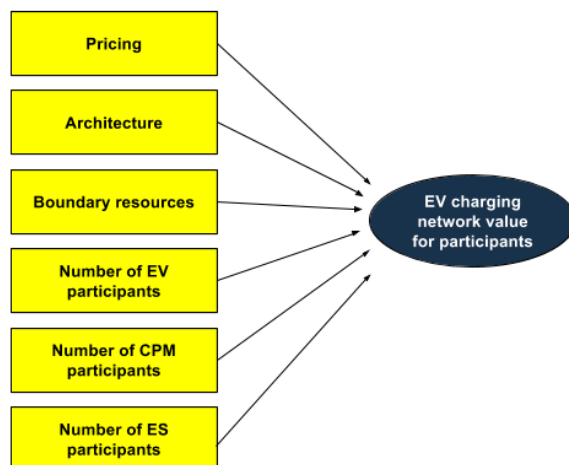 Pricing
Architecture
Boundary resources
Number of EV
participants
Number of CPM
participants
Number of ES
participants
EV charging
network value
for participants